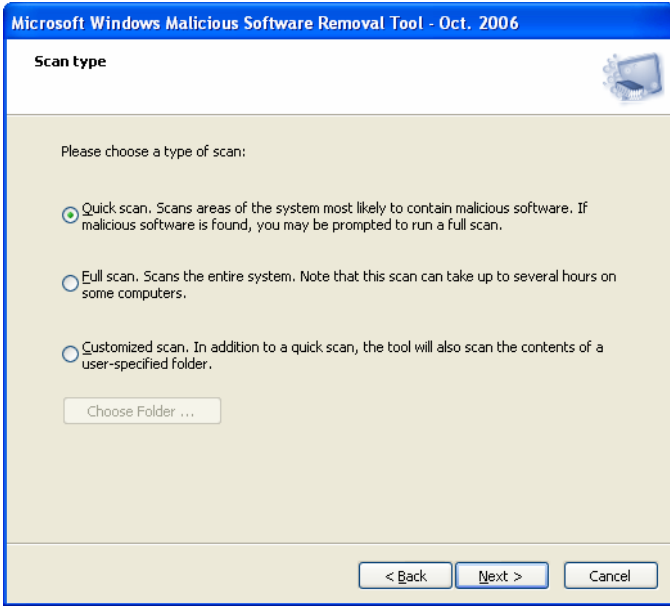 Microsoft Windows Malicious Software Removal Tool - Oct. 2006
Scan type
Please choose a type of scan:
Quick scan. Scans areas of the system most likely to contain malicious software. If
malicious software is found, you may be prompted to run a full scan.
Full scan. Scans the entire system. Note that this scan can take up to several hours on
some computers.
Customized scan. In addition to a quick scan, the tool will also scan the contents of a
user-specified folder.
Choose Folder ...
< Back Next > Cancel